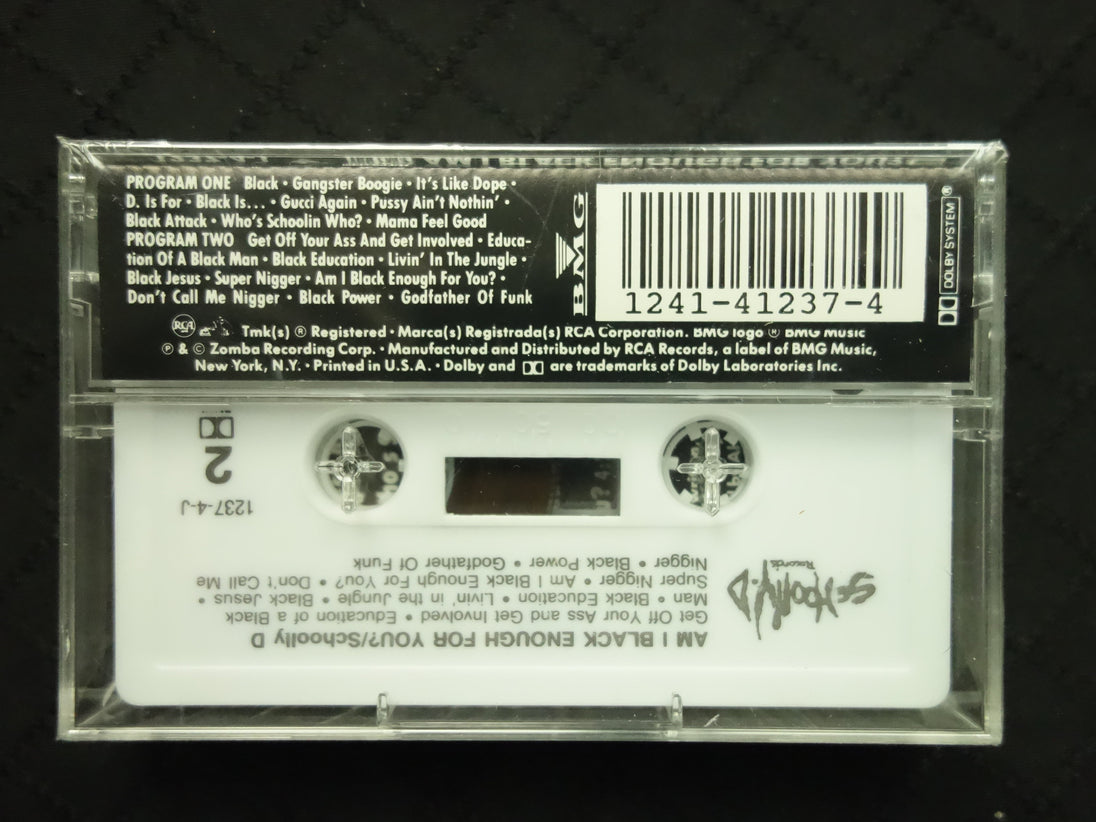 AM I BLACK ENOUGH FOR YOU?
PROGRAM ONE Black • Gangster Boogie • It's Like Dope •
D. Is For • Black Is... • Gucci Again • Pussy Ain't Nothin' •
Black Attack • Who's Schoolin Who? • Mama Feel Good
PROGRAM TWO Get Off Your Ass And Get Involved • Educa-
tion Of A Black Man • Black Education • Livin' In The Jungle •
Black Jesus • Super Nigger • Am I Black Enough For You? •
Don't Call Me Nigger • Black Power • Godfather Of Funk
BMG
1241-41237-4
DOLBY SYSTEM ®
RCA Tmk(s) ® Registered • Marca(s) Registrada(s) RCA Corporation. BMG logo ® BMG Music
℗ & © Zomba Recording Corp. • Manufactured and Distributed by RCA Records, a label of BMG Music,
New York, N.Y. • Printed in U.S.A. • Dolby and are trademarks of Dolby Laboratories Inc.
AM I BLACK ENOUGH FOR YOU?/Schoolly D
Get Off Your Ass and Get Involved • Education of a Black
Man • Black Education • Livin' in the Jungle • Black Jesus •
Super Nigger • Am I Black Enough For You? • Don't Call Me
Nigger • Black Power • Godfather Of Funk
Schoolly.D
Records
1237-4-J
2